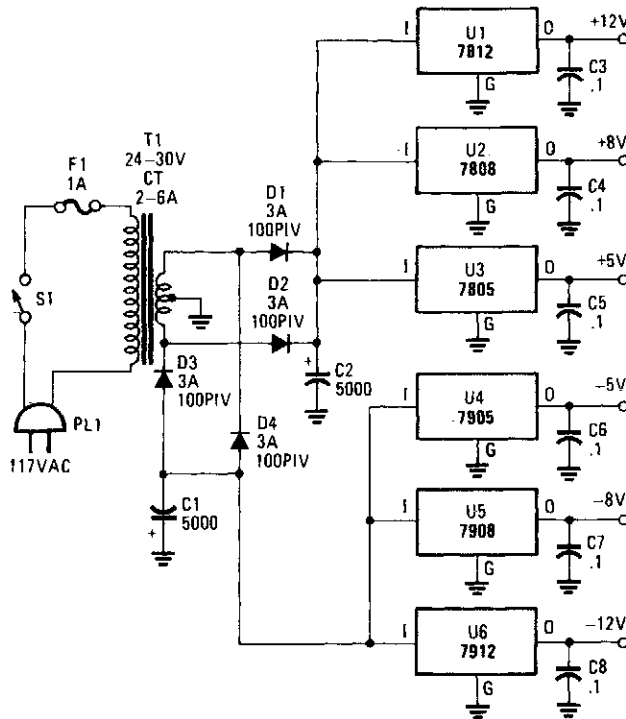 I
U1
7812
O
+12V
G
C3
.1
I
U2
7808
O
+8V
G
C4
.1
T1
24–30V
CT
2–6A
F1
1A
D1
3A
100PIV
I
U3
7805
O
+5V
G
C5
.1
S1
D2
3A
100PIV
D3
3A
100PIV
+
C2
5000
D4
3A
100PIV
PL1
117VAC
I
U4
7905
O
–5V
G
C6
.1
C1
5000
+
I
U5
7908
O
–8V
G
C7
.1
I
U6
7912
O
–12V
G
C8
.1